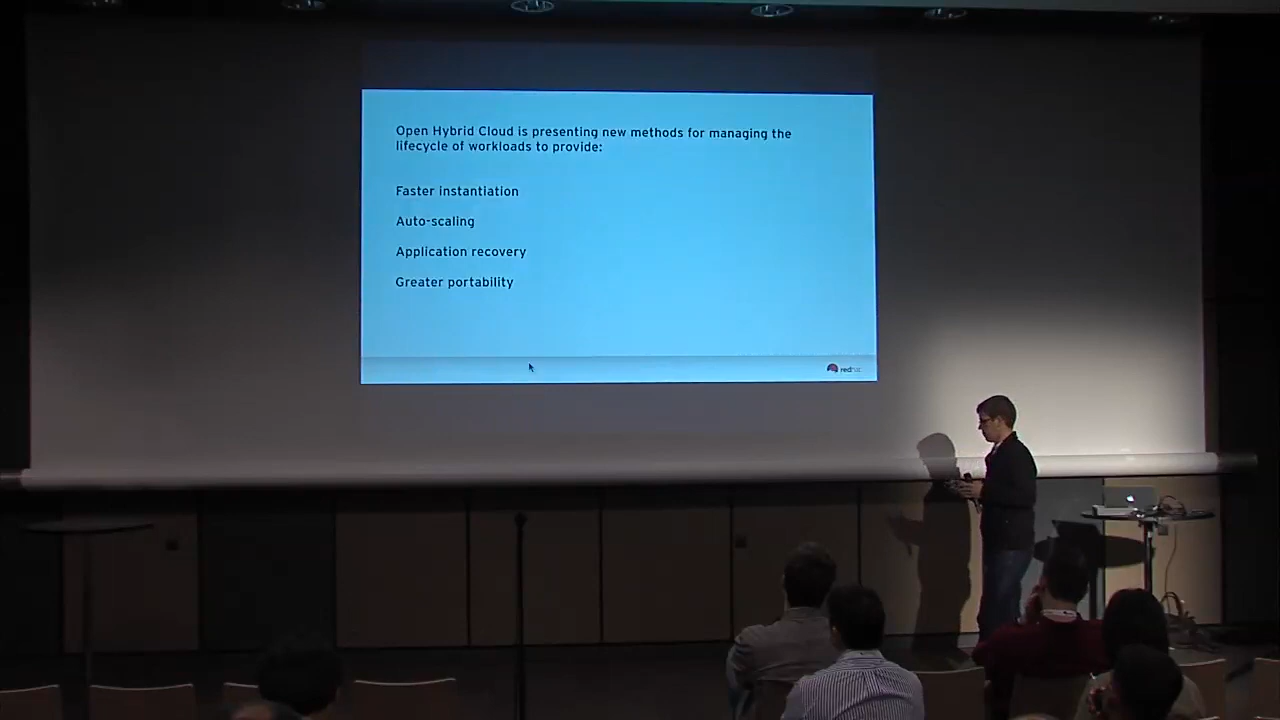 Open Hybrid Cloud is presenting new methods for managing the
lifecycle of workloads to provide:
Faster instantiation
Auto-scaling
Application recovery
Greater portability
redhat